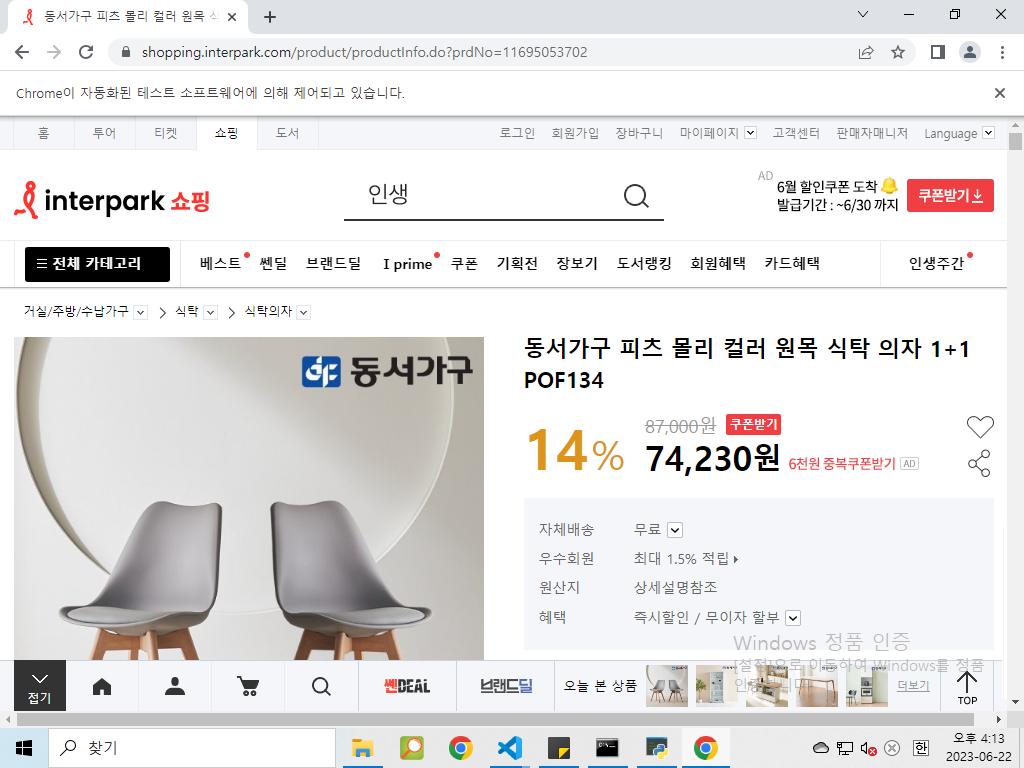 동서가구 피츠 몰리 컬러 원목 식
shopping.interpark.com/product/productInfo.do?prdNo=11695053702
Chrome이 자동화된 테스트 소프트웨어에 의해 제어되고 있습니다.
홈 투어 티켓 쇼핑 도서 로그인 회원가입 장바구니 마이페이지 고객센터 판매자매니저 Language
interpark 쇼핑 인생
AD 6월 할인쿠폰 도착
발급기간 : ~6/30 까지
쿠폰받기
전체 카테고리 베스트 쎈딜 브랜드딜 I prime 쿠폰 기획전 장보기 도서랭킹 회원혜택 카드혜택 인생주간
거실/주방/수납가구 식탁 식탁의자
동서가구
동서가구 피츠 몰리 컬러 원목 식탁 의자 1+1
POF134
14% 87,000원 쿠폰받기
74,230원 6천원 중복쿠폰받기 AD
자체배송 무료
우수회원 최대 1.5% 적립
원산지 상세설명참조
혜택 즉시할인 / 무이자 할부
Windows 정품 인증
[설정]으로 이동하여 Windows를 정품
접기 쎈DEAL 브랜드딜 오늘 본 상품 더보기 TOP
찾기 한 오후 4:13
2023-06-22